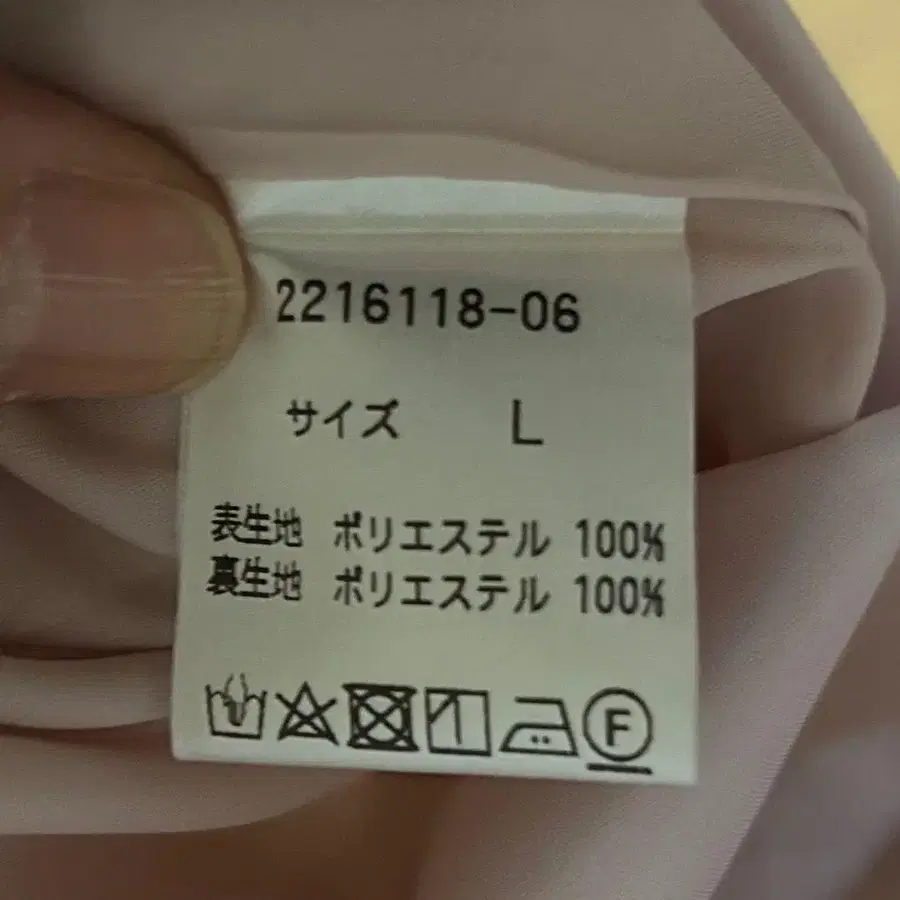 2216118-06
サイズ L
表生地 ポリエステル 100%
裏生地 ポリエステル 100%
F